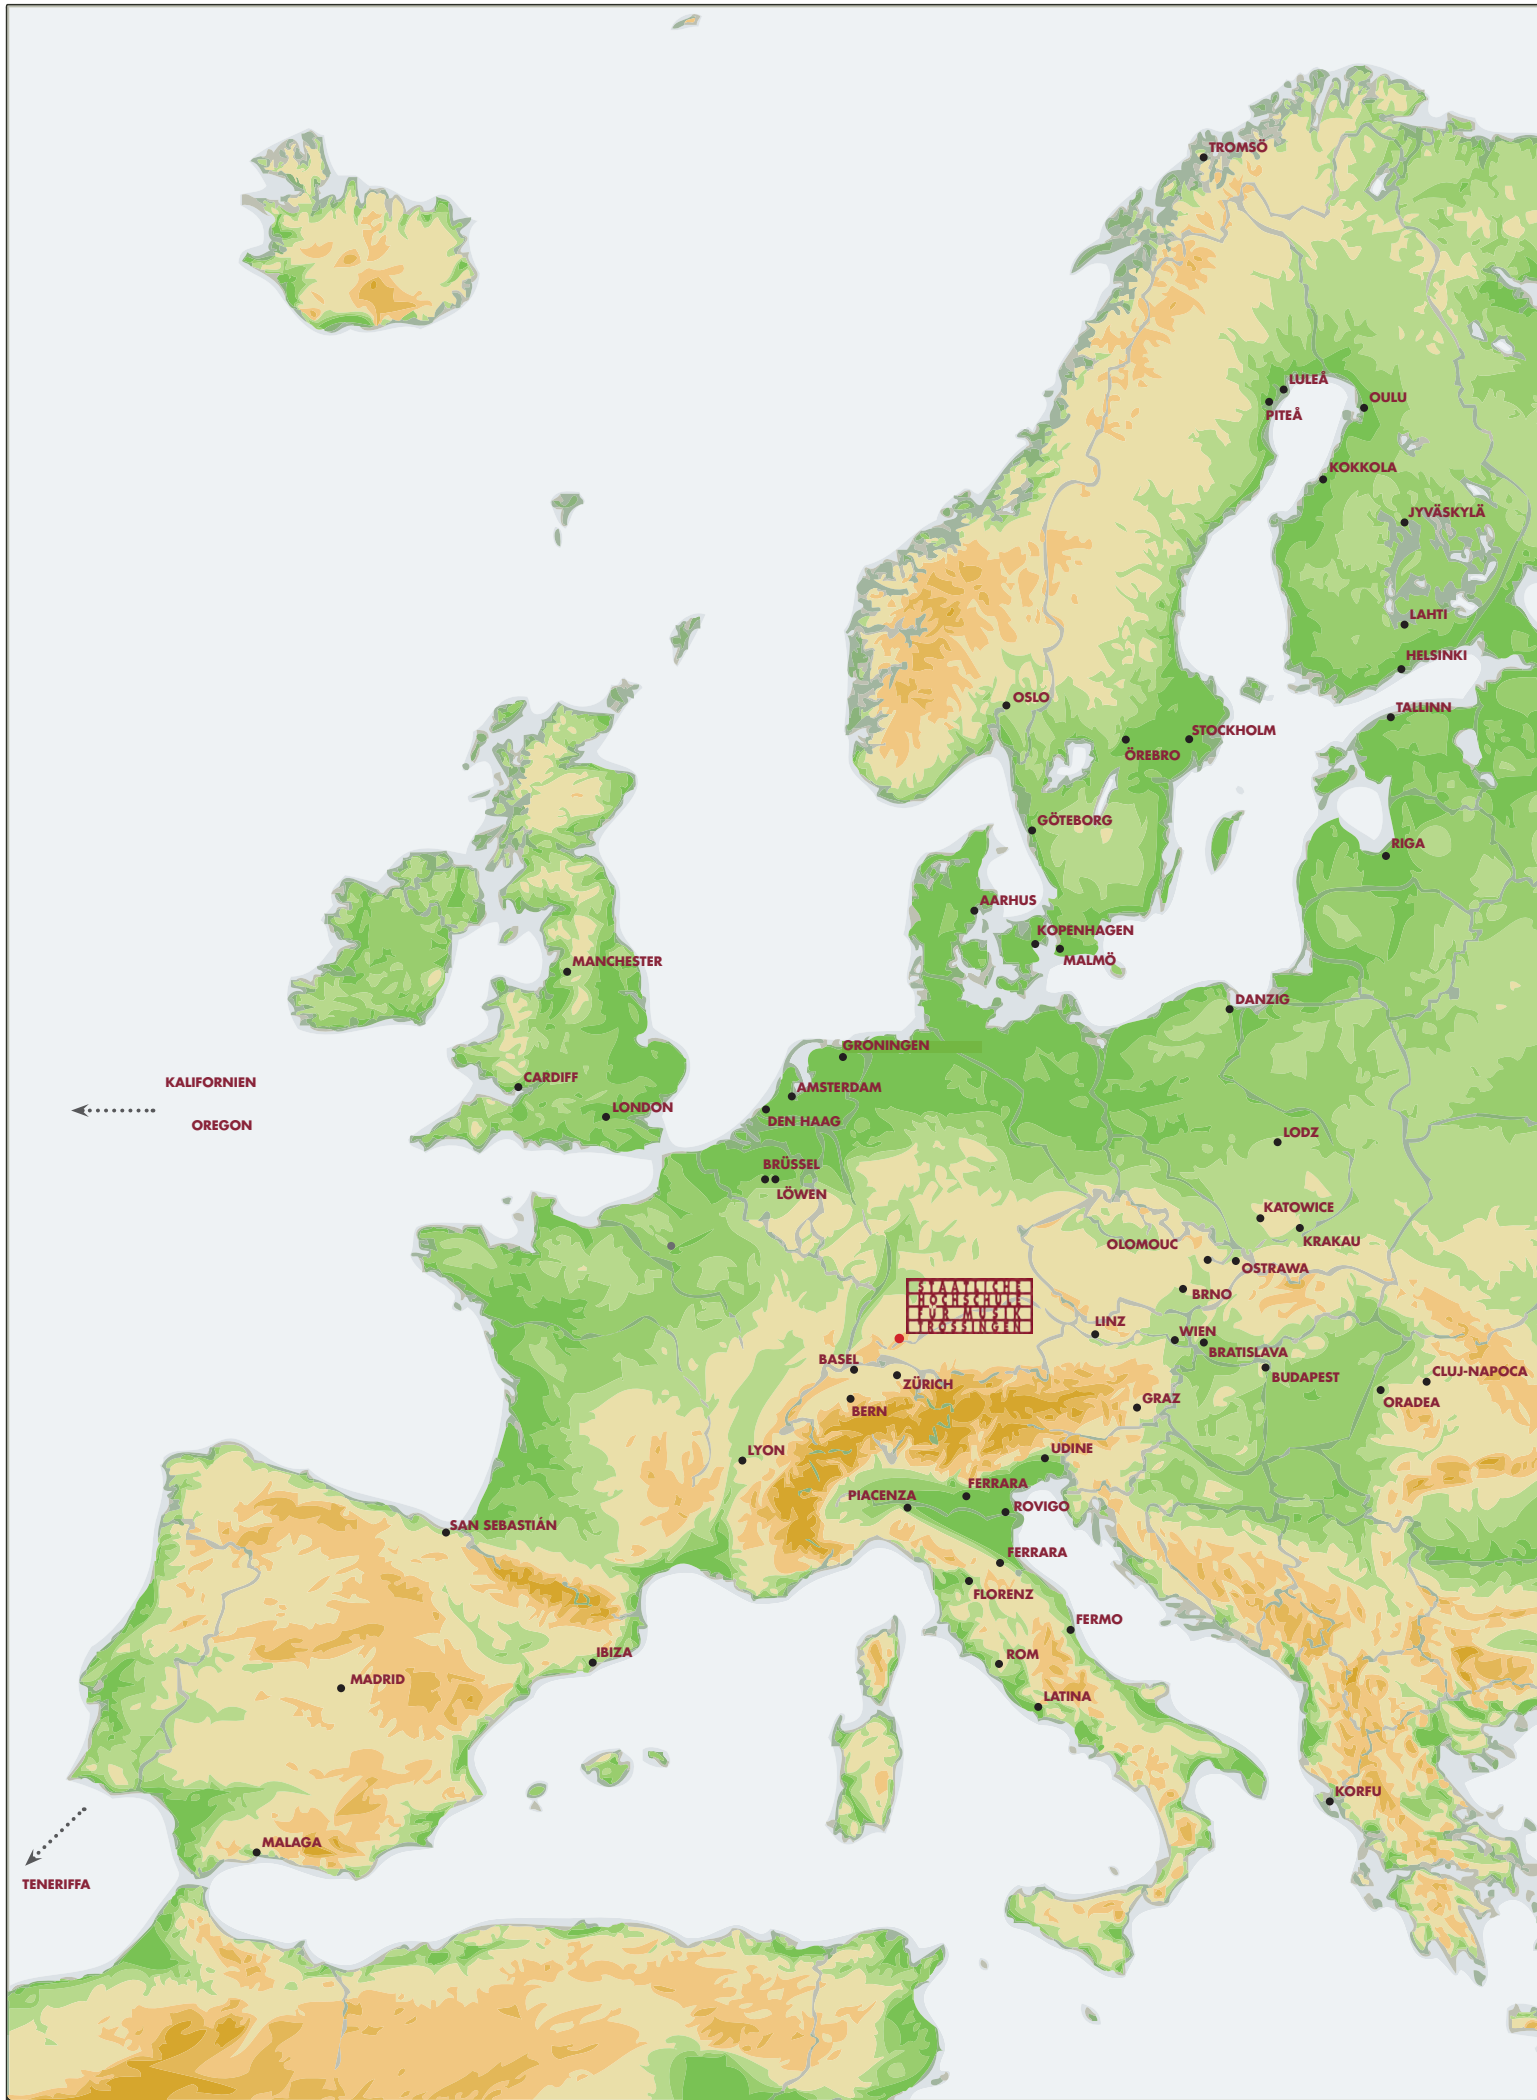 TROMSÖ
LULEÅ
PITEÅ
OULU
KOKKOLA
JYVÄSKYLÄ
LAHTI
HELSINKI
OSLO
TALLINN
STOCKHOLM
ÖREBRO
GÖTEBORG
RIGA
AARHUS
KOPENHAGEN
MALMÖ
MANCHESTER
DANZIG
GRONINGEN
KALIFORNIEN
CARDIFF
AMSTERDAM
LONDON
DEN HAAG
OREGON
LODZ
BRÜSSEL
LÖWEN
KATOWICE
KRAKAU
OLOMOUC
OSTRAWA
STAATLICHE
HOCHSCHULE
FÜR MUSIK
TROSSINGEN
BRNO
LINZ
WIEN
BRATISLAVA
BASEL
ZÜRICH
BUDAPEST
CLUJ-NAPOCA
ORADEA
BERN
GRAZ
LYON
UDINE
FERRARA
PIACENZA
ROVIGO
SAN SEBASTIÁN
FERRARA
FLORENZ
FERMO
IBIZA
ROM
MADRID
LATINA
KORFU
MALAGA
TENERIFFA